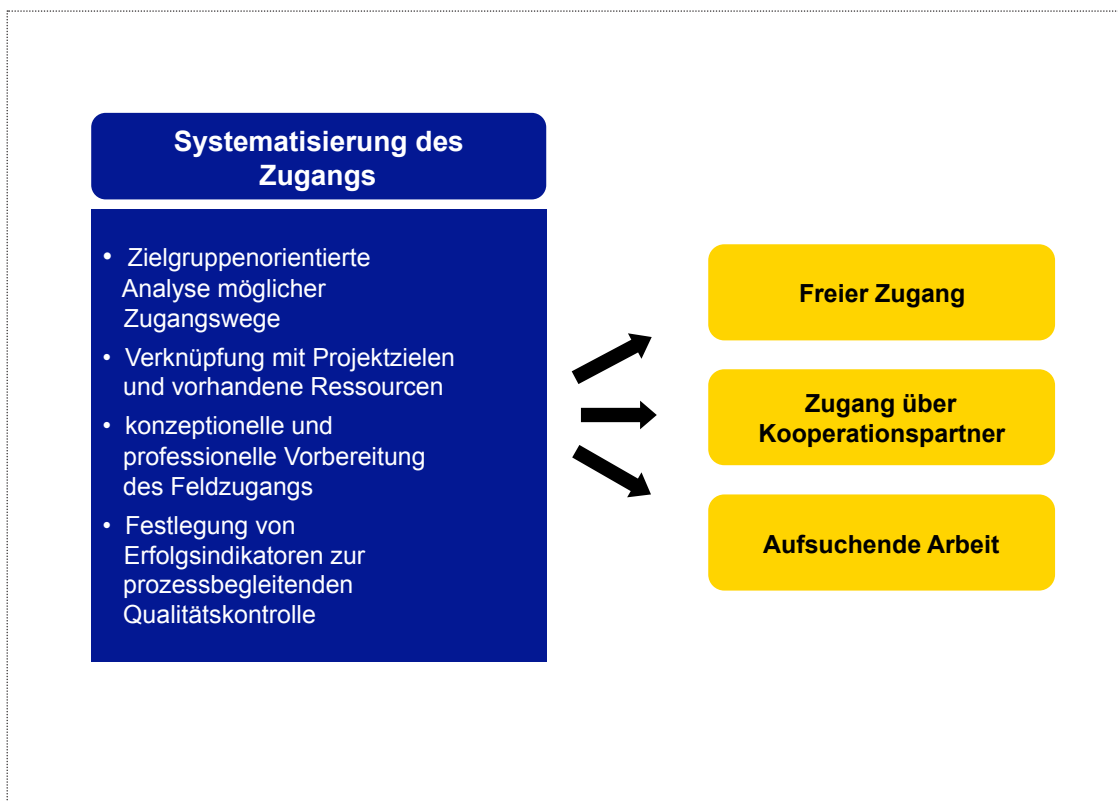 Systematisierung des
Zugangs
• Zielgruppenorientierte
Analyse möglicher
Zugangswege
• Verknüpfung mit Projektzielen
und vorhandene Ressourcen
• konzeptionelle und
professionelle Vorbereitung
des Feldzugangs
• Festlegung von
Erfolgsindikatoren zur
prozessbegleitenden
Qualitätskontrolle
Freier Zugang
Zugang über
Kooperationspartner
Aufsuchende Arbeit